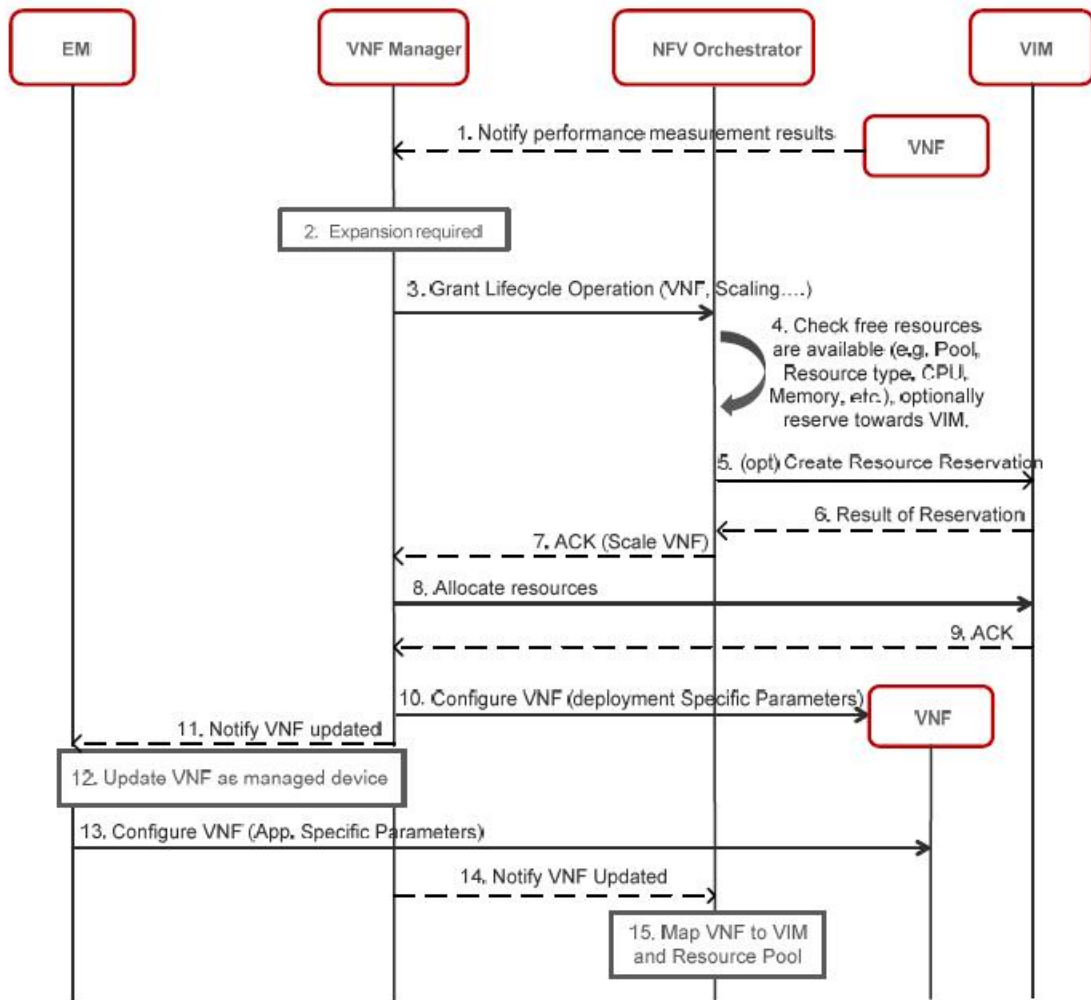 EM
VNF Manager
NFV Orchestrator
VIM
1. Notify performance measurement results
VNF
2. Expansion required
3. Grant Lifecycle Operation (VNF, Scaling....)
4. Check free resources
are available (e.g. Pool,
Resource type, CPU,
Memory, etc.), optionally
reserve towards VIM.
5. (opt) Create Resource Reservation
6. Result of Reservation
7. ACK (Scale VNF)
8. Allocate resources
9. ACK
10. Configure VNF (deployment Specific Parameters)
VNF
11. Notify VNF updated
12. Update VNF as managed device
13. Configure VNF (App. Specific Parameters)
14. Notify VNF Updated
15. Map VNF to VIM
and Resource Pool